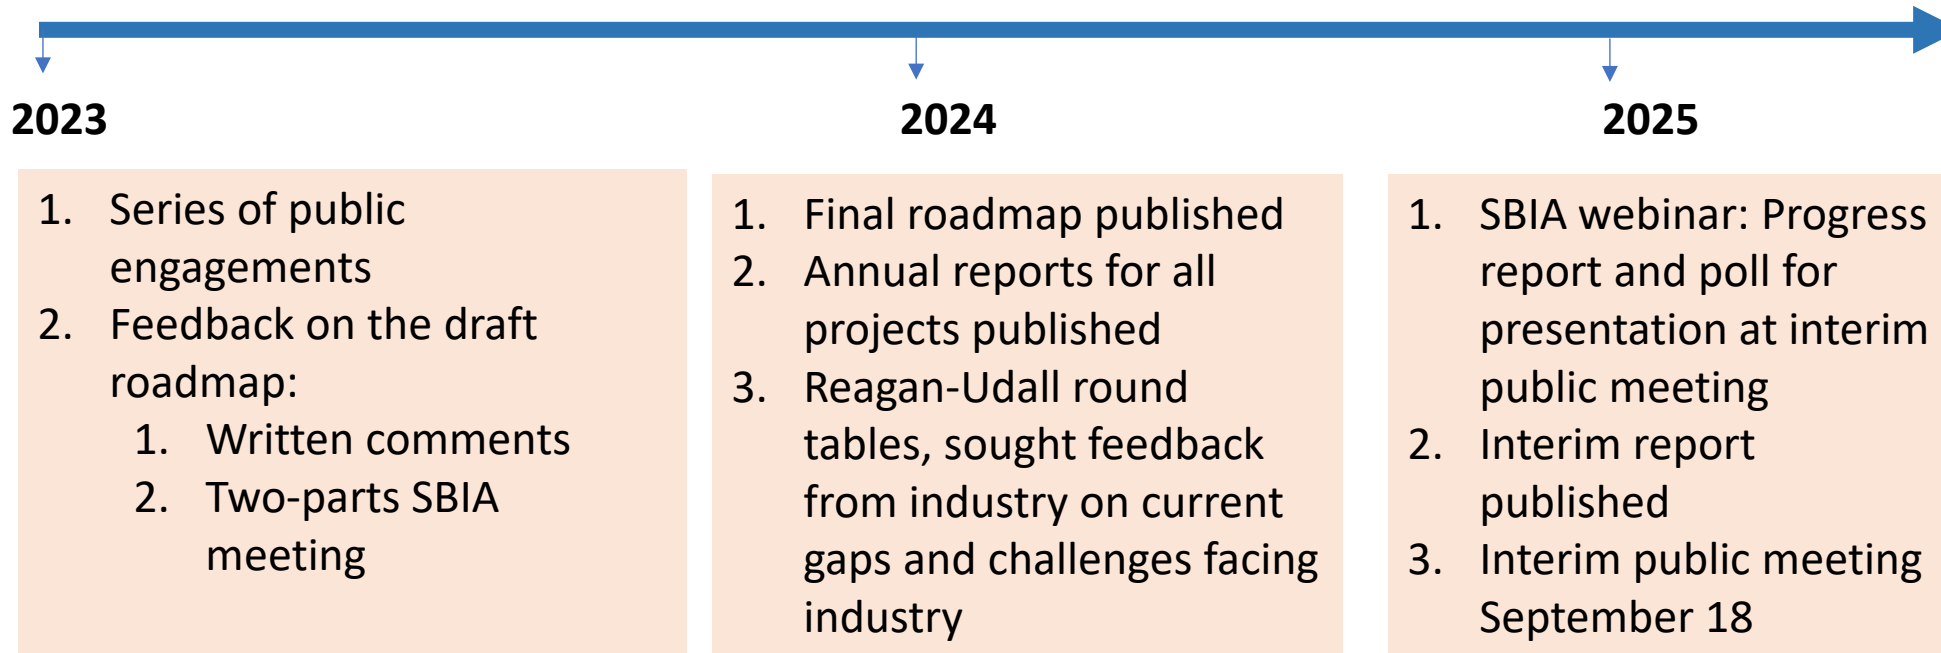 2023
2024
2025
1. Series of public
engagements
2. Feedback on the draft
roadmap:
1. Written comments
2. Two-parts SBIA
meeting
1. Final roadmap published
2. Annual reports for all
projects published
3. Reagan-Udall round
tables, sought feedback
from industry on current
gaps and challenges facing
industry
1. SBIA webinar: Progress
report and poll for
presentation at interim
public meeting
2. Interim report
published
3. Interim public meeting
September 18